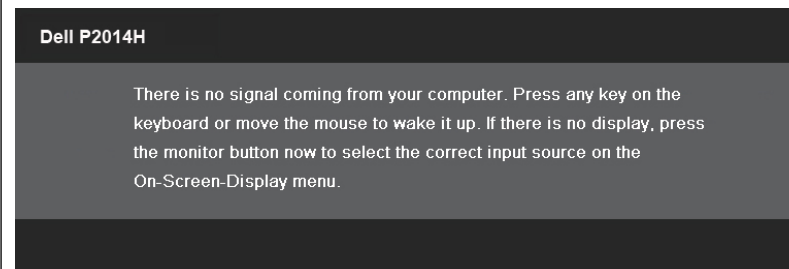 Dell P2014H
There is no signal coming from your computer. Press any key on the
keyboard or move the mouse to wake it up. If there is no display, press
the monitor button now to select the correct input source on the
On-Screen-Display menu.